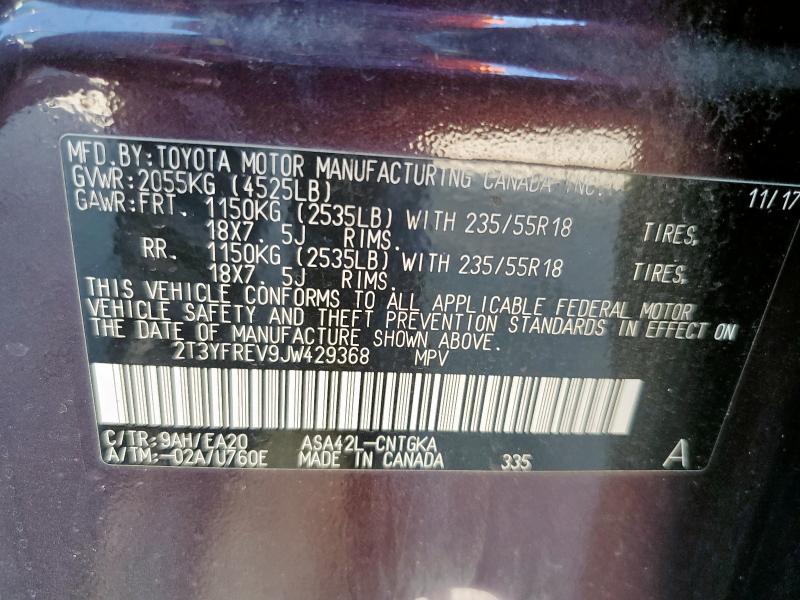 MFD. BY: TOYOTA MOTOR MANUFACTURING CANADA INC.
11/17
GVWR: 2055KG (4525LB)
GAWR: FRT. 1150KG (2535LB) WITH 235/55R18 TIRES,
18X7. 5J RIMS.
RR. 1150KG (2535LB) WITH 235/55R18 TIRES,
18X7. 5J RIMS.
THIS VEHICLE CONFORMS TO ALL APPLICABLE FEDERAL MOTOR
VEHICLE SAFETY AND THEFT PREVENTION STANDARDS IN EFFECT ON
THE DATE OF MANUFACTURE SHOWN ABOVE.
2T3YFREV9JW429368 MPV
C/TR: 9AH/EA20 ASA42L-CNTGKA
A/TM: -02A/U760E MADE IN CANADA 335 A